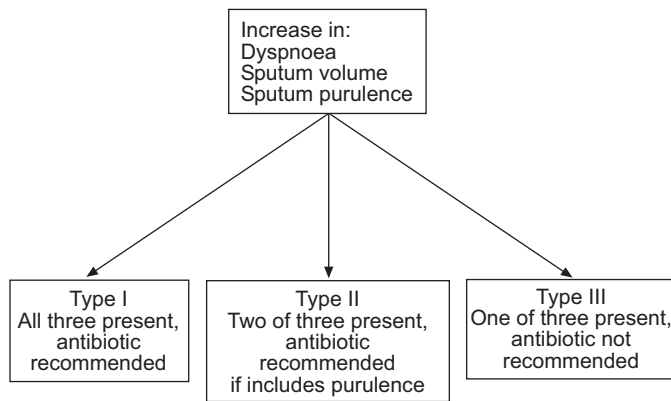 Increase in:
Dyspnoea
Sputum volume
Sputum purulence
Type I
All three present,
antibiotic
recommended
Type II
Two of three present,
antibiotic
recommended
if includes purulence
Type III
One of three present,
antibiotic not
recommended